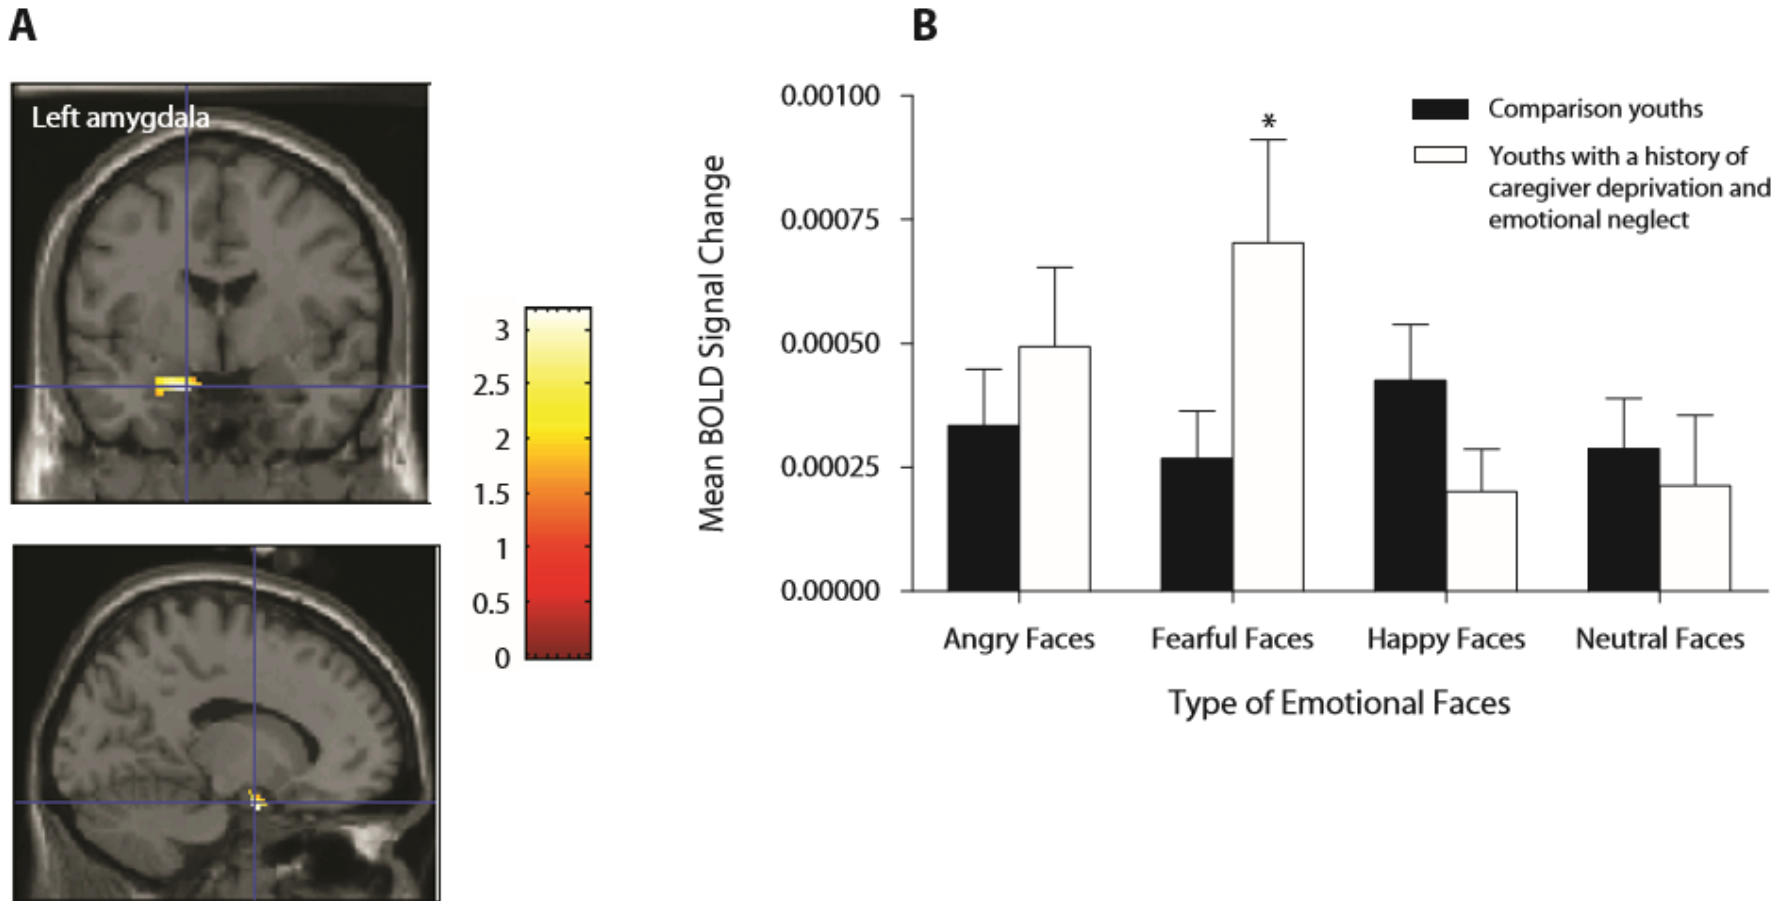 A
Left amygdala
3
2.5
2
1.5
1
0.5
0
B
Mean BOLD Signal Change
0.00100
0.00075
0.00050
0.00025
0.00000
*
Comparison youths
Youths with a history of
caregiver deprivation and
emotional neglect
Angry Faces
Fearful Faces
Happy Faces
Neutral Faces
Type of Emotional Faces